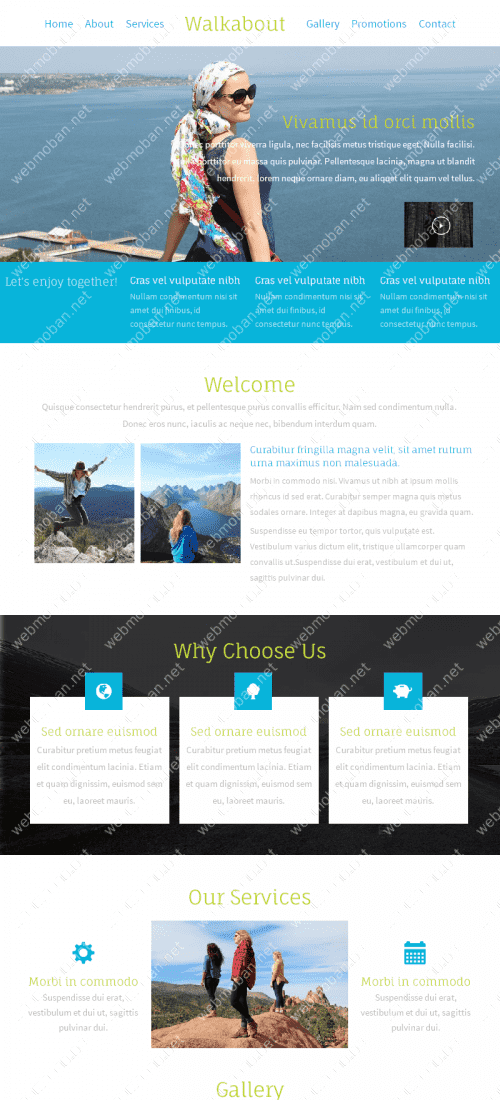 Home About Services Walkabout Gallery Promotions Contact
Vivamus id orci mollis
porttitor viverra ligula, nec facilisis metus tristique eget. Nulla facilisi.
porttitor eu massa quis pulvinar. Pellentesque lacinia, magna ut blandit
hendrerit, lorem neque ornare diam, eu aliquet elit quam vel tellus.
Let's enjoy together!
Cras vel vulputate nibh
Nullam condimentum nisi sit
amet dui finibus, id
consectetur nunc tempus.
Cras vel vulputate nibh
Nullam condimentum nisi sit
amet dui finibus, id
consectetur nunc tempus.
Cras vel vulputate nibh
Nullam condimentum nisi sit
amet dui finibus, id
consectetur nunc tempus.
Welcome
Quisque consectetur hendrerit purus, et pellentesque purus convallis efficitur. Nam sed condimentum nulla.
Donec eros nunc, iaculis ac neque nec, bibendum interdum quam.
Curabitur fringilla magna velit, sit amet rutrum
urna maximus non malesuada.
Morbi in commodo nisi. Vivamus ut nibh at ipsum mollis
rhoncus id sed erat. Curabitur semper magna quis metus
sodales ornare. Integer at dapibus magna, eu gravida quam.
Suspendisse eu tempor tortor, quis vulputate est.
Vestibulum varius dictum elit, tristique ullamcorper quam
convallis ut.Suspendisse dui erat, vestibulum et dui ut,
sagittis pulvinar dui.
Why Choose Us
Sed ornare euismod
Curabitur pretium metus feugiat
elit condimentum lacinia. Etiam
et quam dignissim, euismod sem
eu, laoreet mauris.
Sed ornare euismod
Curabitur pretium metus feugiat
elit condimentum lacinia. Etiam
et quam dignissim, euismod sem
eu, laoreet mauris.
Sed ornare euismod
Curabitur pretium metus feugiat
elit condimentum lacinia. Etiam
et quam dignissim, euismod sem
eu, laoreet mauris.
Our Services
Morbi in commodo
Suspendisse dui erat,
vestibulum et dui ut, sagittis
pulvinar dui.
Morbi in commodo
Suspendisse dui erat,
vestibulum et dui ut, sagittis
pulvinar dui.
Gallery
webmoban.net